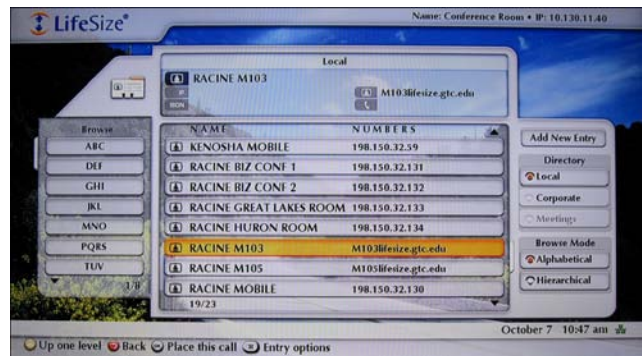 LifeSize®
Name: Conference Room • IP: 10.130.11.40
Local
RACINE M103
IP
ISDN
M103lifesize.gtc.edu
Browse
ABC
DEF
GHI
JKL
MNO
PQRS
TUV
1/8
NAME NUMBERS
KENOSHA MOBILE 198.150.32.59
RACINE BIZ CONF 1 198.150.32.131
RACINE BIZ CONF 2 198.150.32.132
RACINE GREAT LAKES ROOM 198.150.32.133
RACINE HURON ROOM 198.150.32.134
RACINE M103 M103lifesize.gtc.edu
RACINE M105 M105lifesize.gtc.edu
RACINE MOBILE 198.150.32.130
19/23
Add New Entry
Directory
Local
Corporate
Meetings
Browse Mode
Alphabetical
Hierarchical
October 7 10:47 am
Up one level Back Place this call Entry options